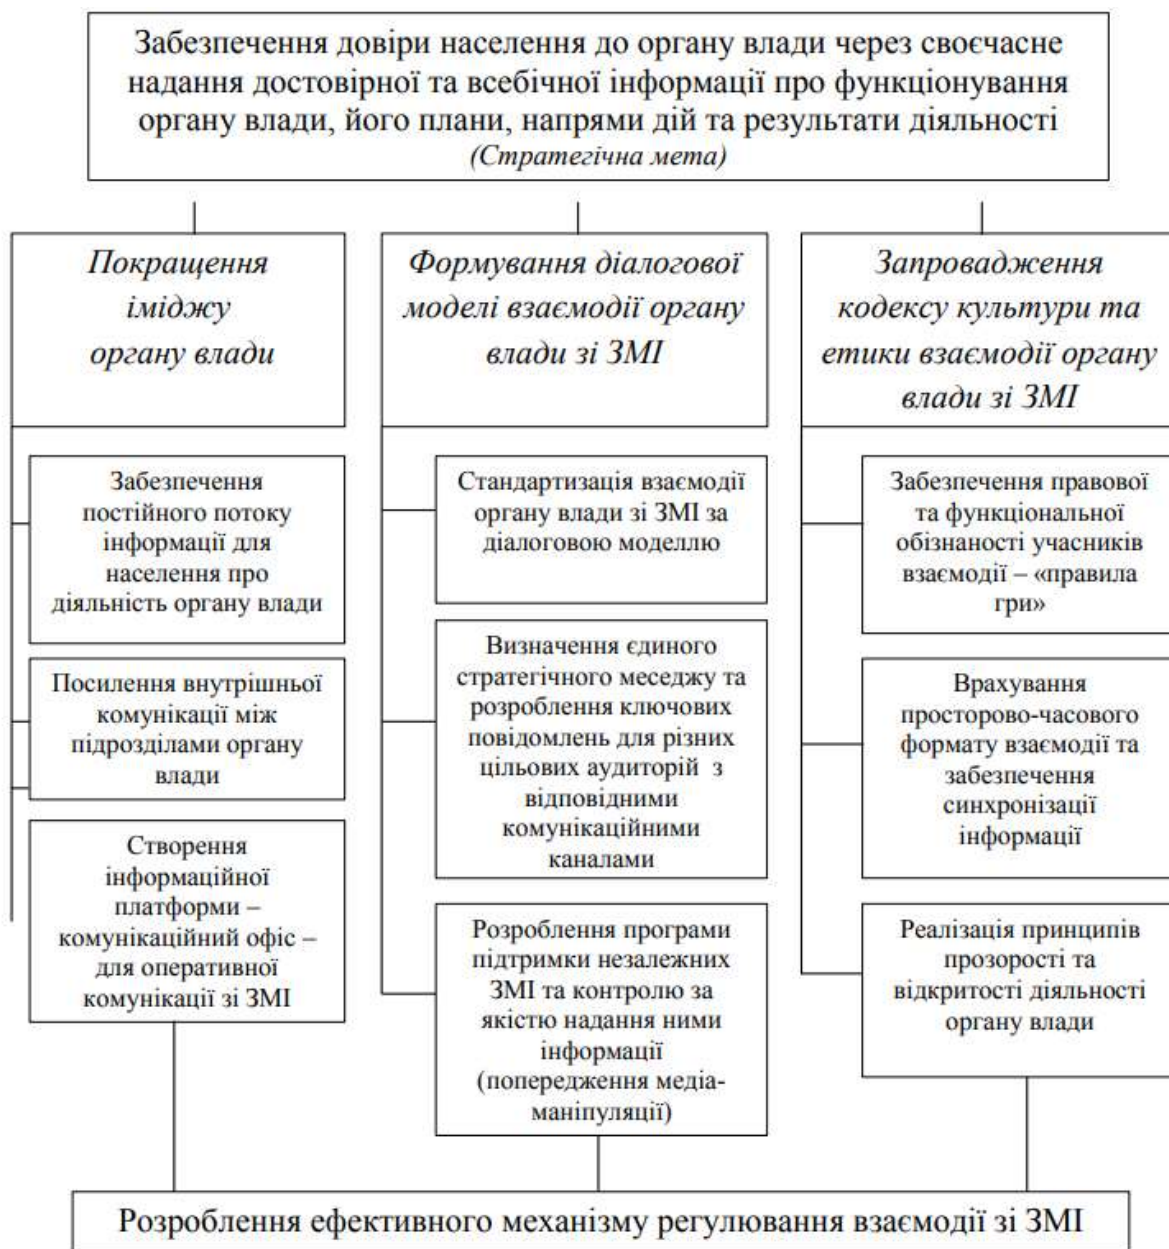 Забезпечення довіри населення до органу влади через своєчасне
надання достовірної та всебічної інформації про функціонування
органу влади, його плани, напрями дій та результати діяльності
(Стратегічна мета)
Покращення
іміджу
органу влади
Забезпечення
постійного потоку
інформації для
населення про
діяльність органу влади
Посилення внутрішньої
комунікації між
підрозділами органу
влади
Створення
інформаційної
платформи –
комунікаційний офіс –
для оперативної
комунікації зі ЗМІ
Формування діалогової
моделі взаємодії органу
влади зі ЗМІ
Стандартизація взаємодії
органу влади зі ЗМІ за
діалоговою моделлю
Визначення єдиного
стратегічного меседжу та
розроблення ключових
повідомлень для різних
цільових аудиторій з
відповідними
комунікаційними
каналами
Розроблення програми
підтримки незалежних
ЗМІ та контролю за
якістю надання ними
інформації
(попередження медіа-
маніпуляції)
Запровадження
кодексу культури та
етики взаємодії органу
влади зі ЗМІ
Забезпечення правової
та функціональної
обізнаності учасників
взаємодії – «правила
гри»
Врахування
просторово-часового
формату взаємодії та
забезпечення
синхронізації
інформації
Реалізація принципів
прозорості та
відкритості діяльності
органу влади
Розроблення ефективного механізму регулювання взаємодії зі ЗМІ